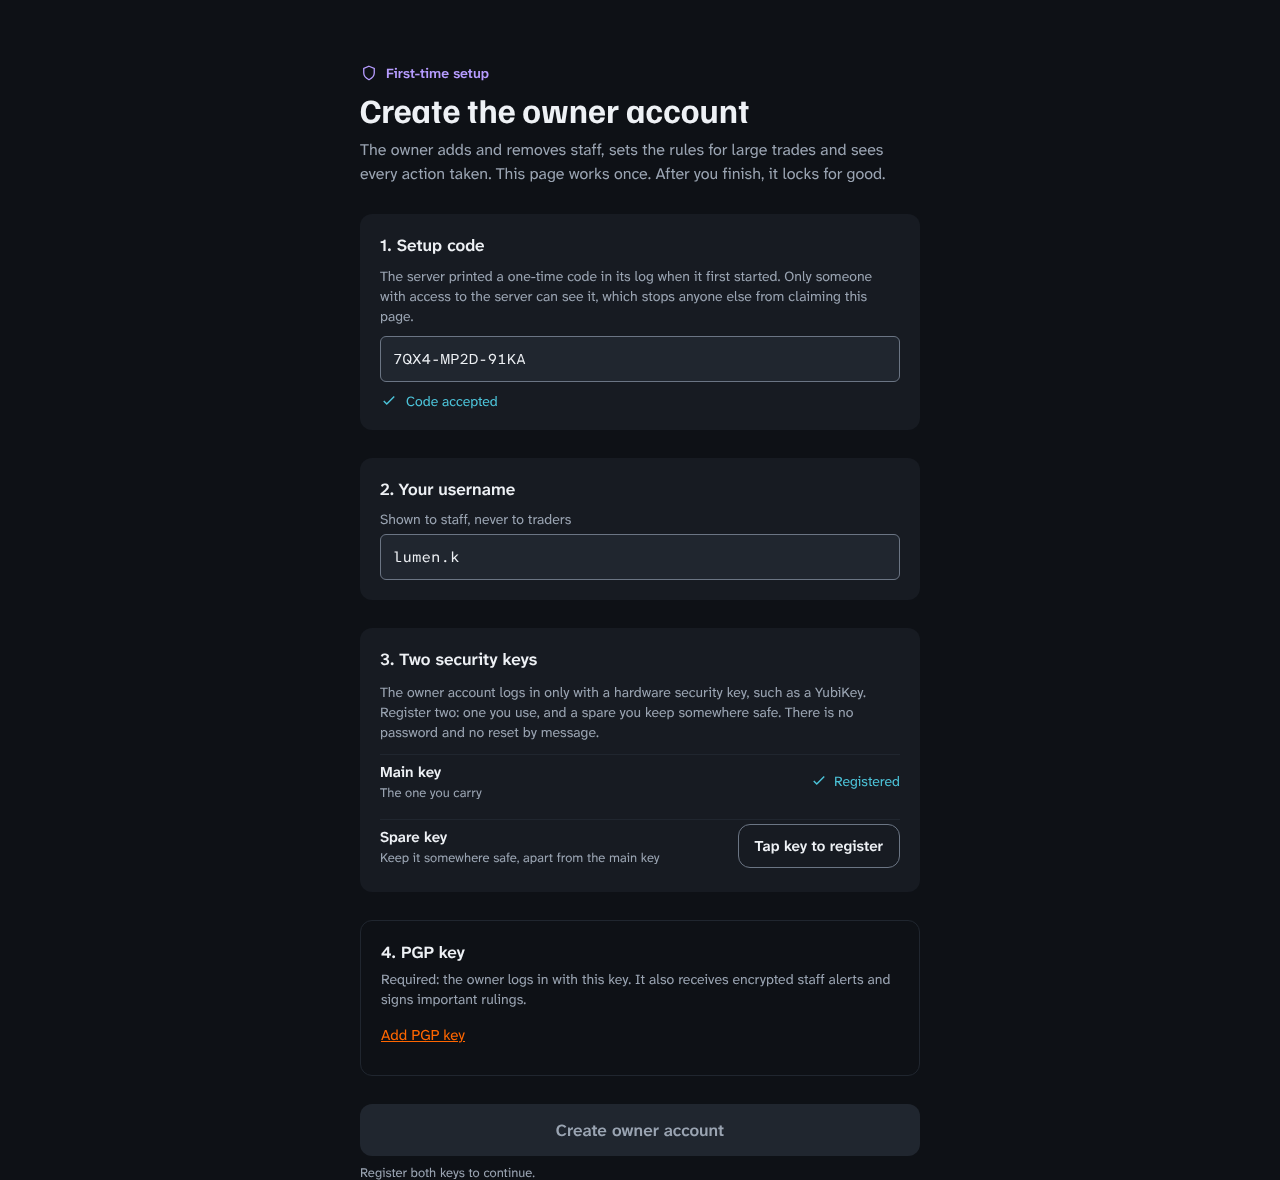 First-time setup
Create the owner account
The owner adds and removes staff, sets the rules for large trades and sees
every action taken. This page works once. After you finish, it locks for good.
1. Setup code
The server printed a one-time code in its log when it first started. Only someone
with access to the server can see it, which stops anyone else from claiming this
page.
7QX4-MP2D-91KA
Code accepted
2. Your username
Shown to staff, never to traders
lumen.k
3. Two security keys
The owner account logs in only with a hardware security key, such as a YubiKey.
Register two: one you use, and a spare you keep somewhere safe. There is no
password and no reset by message.
Main key
The one you carry
Registered
Spare key
Keep it somewhere safe, apart from the main key
Tap key to register
4. PGP key
Required: the owner logs in with this key. It also receives encrypted staff alerts and
signs important rulings.
Add PGP key
Create owner account
Register both keys to continue.